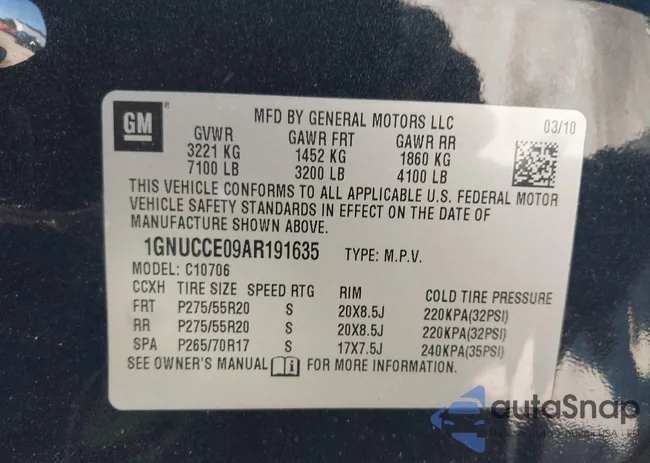 GM
MFD BY GENERAL MOTORS LLC 03/10
GVWR GAWR FRT GAWR RR
3221 KG 1452 KG 1860 KG
7100 LB 3200 LB 4100 LB
THIS VEHICLE CONFORMS TO ALL APPLICABLE U.S. FEDERAL MOTOR
VEHICLE SAFETY STANDARDS IN EFFECT ON THE DATE OF
MANUFACTURE SHOWN ABOVE.
1GNUCCE09AR191635 TYPE: M.P.V.
MODEL: C10706
CCXH TIRE SIZE SPEED RTG RIM COLD TIRE PRESSURE
FRT P275/55R20 S 20X8.5J 220KPA(32PSI)
RR P275/55R20 S 20X8.5J 220KPA(32PSI)
SPA P265/70R17 S 17X7.5J 240KPA(35PSI)
SEE OWNER'S MANUAL FOR MORE INFORMATION.
autaSnap